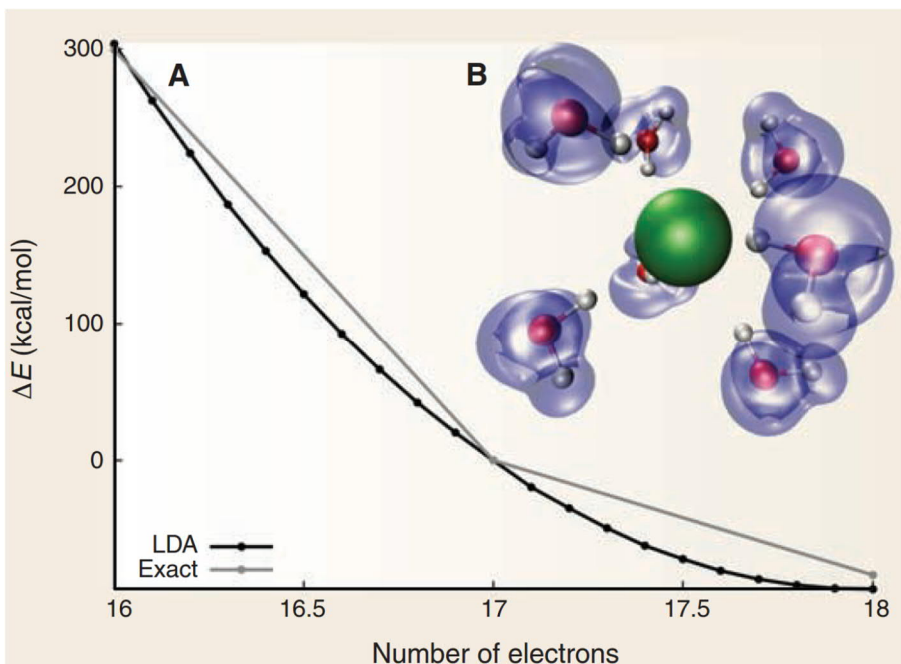 300
A
B
200
100
0
ΔE (kcal/mol)
LDA
Exact
16
16.5
17
17.5
18
Number of electrons